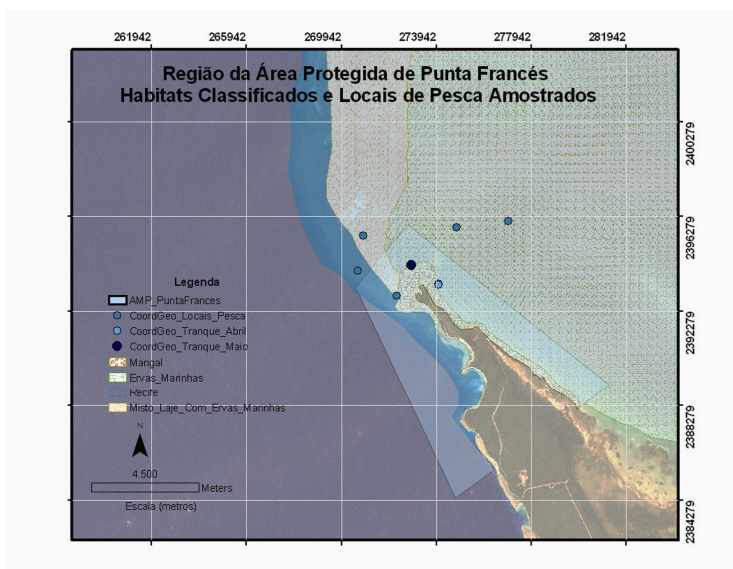 261942 265942 269942 273942 277942 281942
Região da Área Protegida de Punta Francés
Habitats Classificados e Locais de Pesca Amostrados
2400279
2396279
2392279
2388279
2384279
Legenda
AMP_PuntaFrances
CoordGeo_Locais_Pesca
CoordGeo_Tranque_Abril
CoordGeo_Tranque_Maio
Mangal
Ervas_Marinhas
Recife
Misto_Laje_Com_Ervas_Marinhas
N
4.500
Meters
Escala (metros)